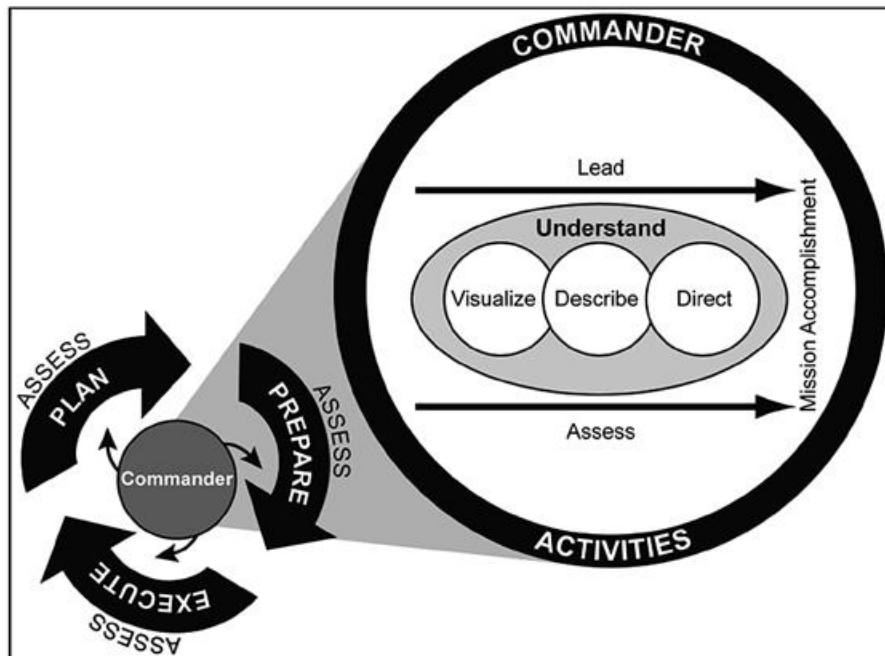 COMMANDER
Lead
Understand
Visualize
Describe
Direct
Mission Accomplishment
Assess
ACTIVITIES
ASSESS
PLAN
ASSESS
PREPARE
Commander
EXECUTE
ASSESS